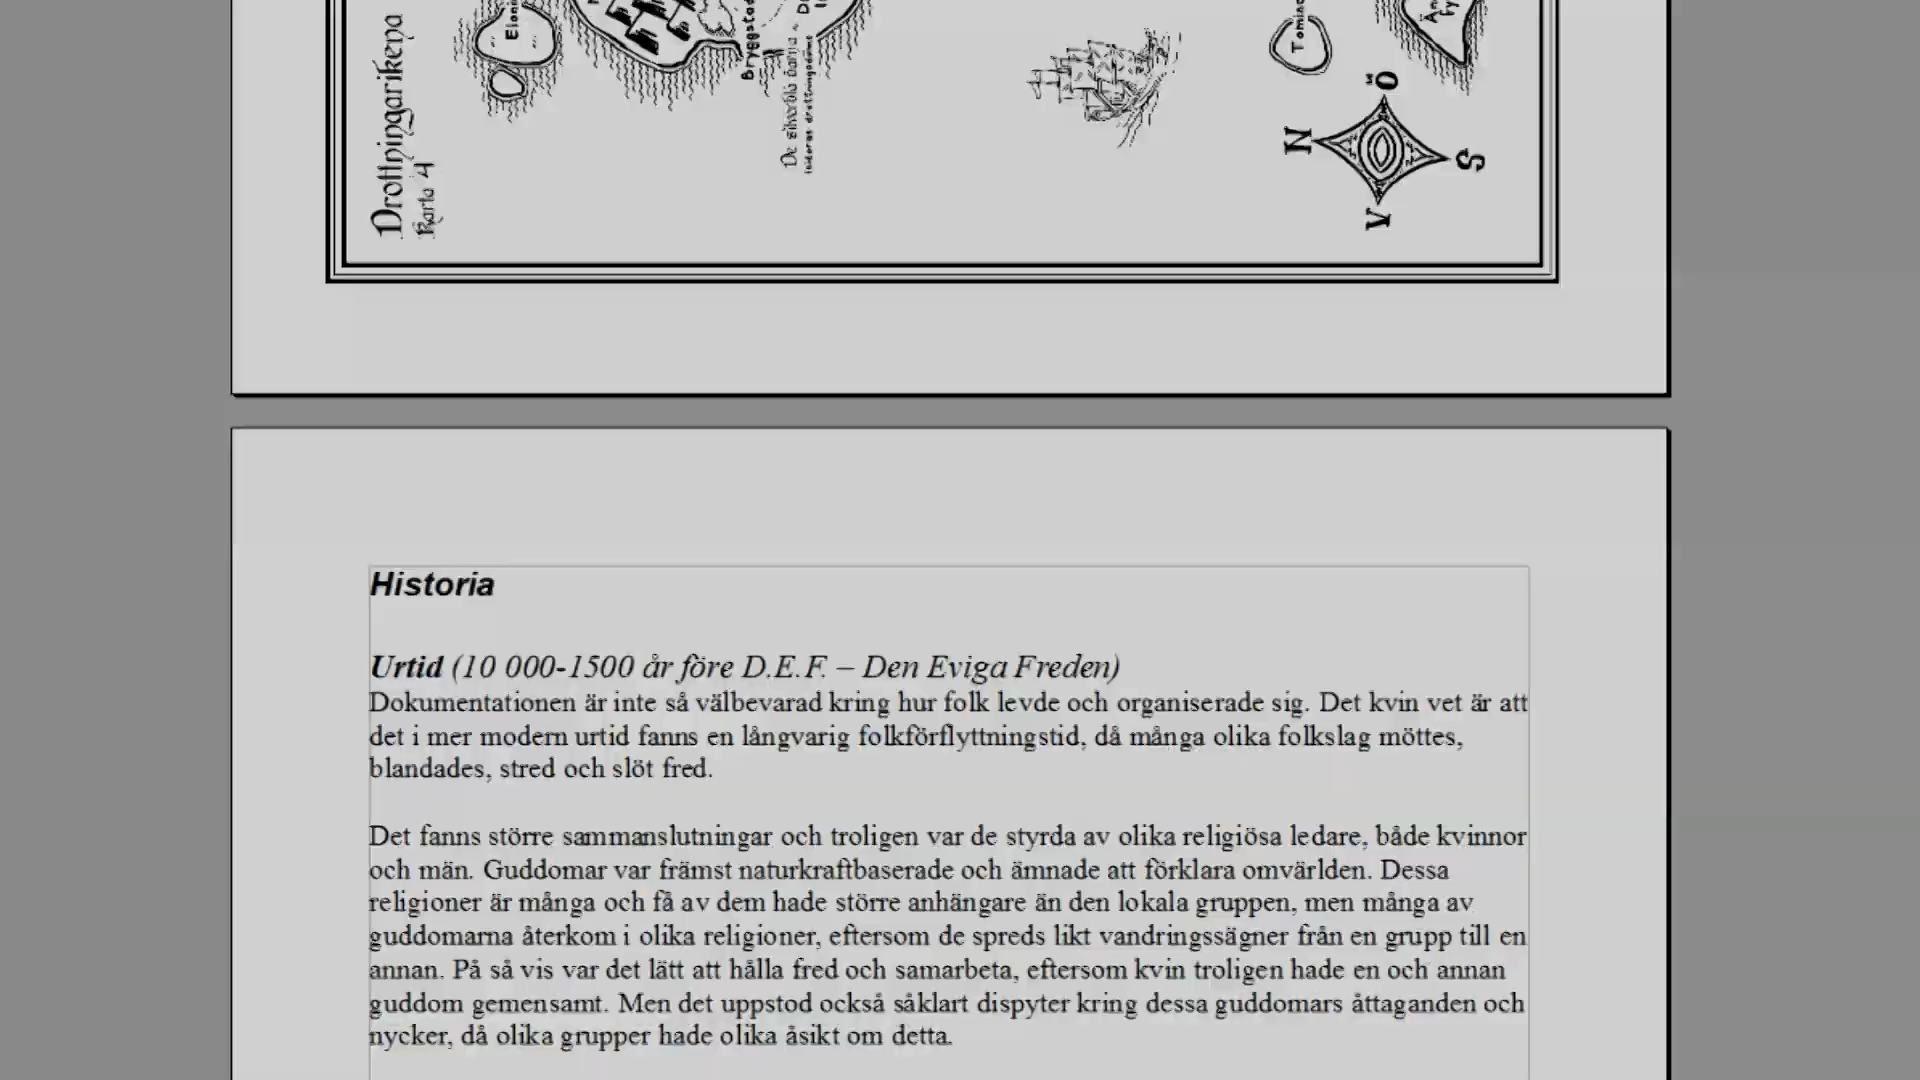 Drottningarikena
Karta 4
Bryggstad
De silverblå barna
Tomino
N
Ö
S
V
Historia
Urtid (10 000-1500 år före D.E.F. – Den Eviga Freden)
Dokumentationen är inte så välbevarad kring hur folk levde och organiserade sig. Det kvin vet är att
det i mer modern urtid fanns en långvarig folkförflyttningstid, då många olika folkslag möttes,
blandades, stred och slöt fred.
Det fanns större sammanslutningar och troligen var de styrda av olika religiösa ledare, både kvinnor
och män. Guddomar var främst naturkraftbaserade och ämnade att förklara omvärlden. Dessa
religioner är många och få av dem hade större anhängare än den lokala gruppen, men många av
guddomarna återkom i olika religioner, eftersom de spreds likt vandringssägner från en grupp till en
annan. På så vis var det lätt att hålla fred och samarbeta, eftersom kvin troligen hade en och annan
guddom gemensamt. Men det uppstod också såklart dispyter kring dessa guddomars åttaganden och
nycker, då olika grupper hade olika åsikt om detta.